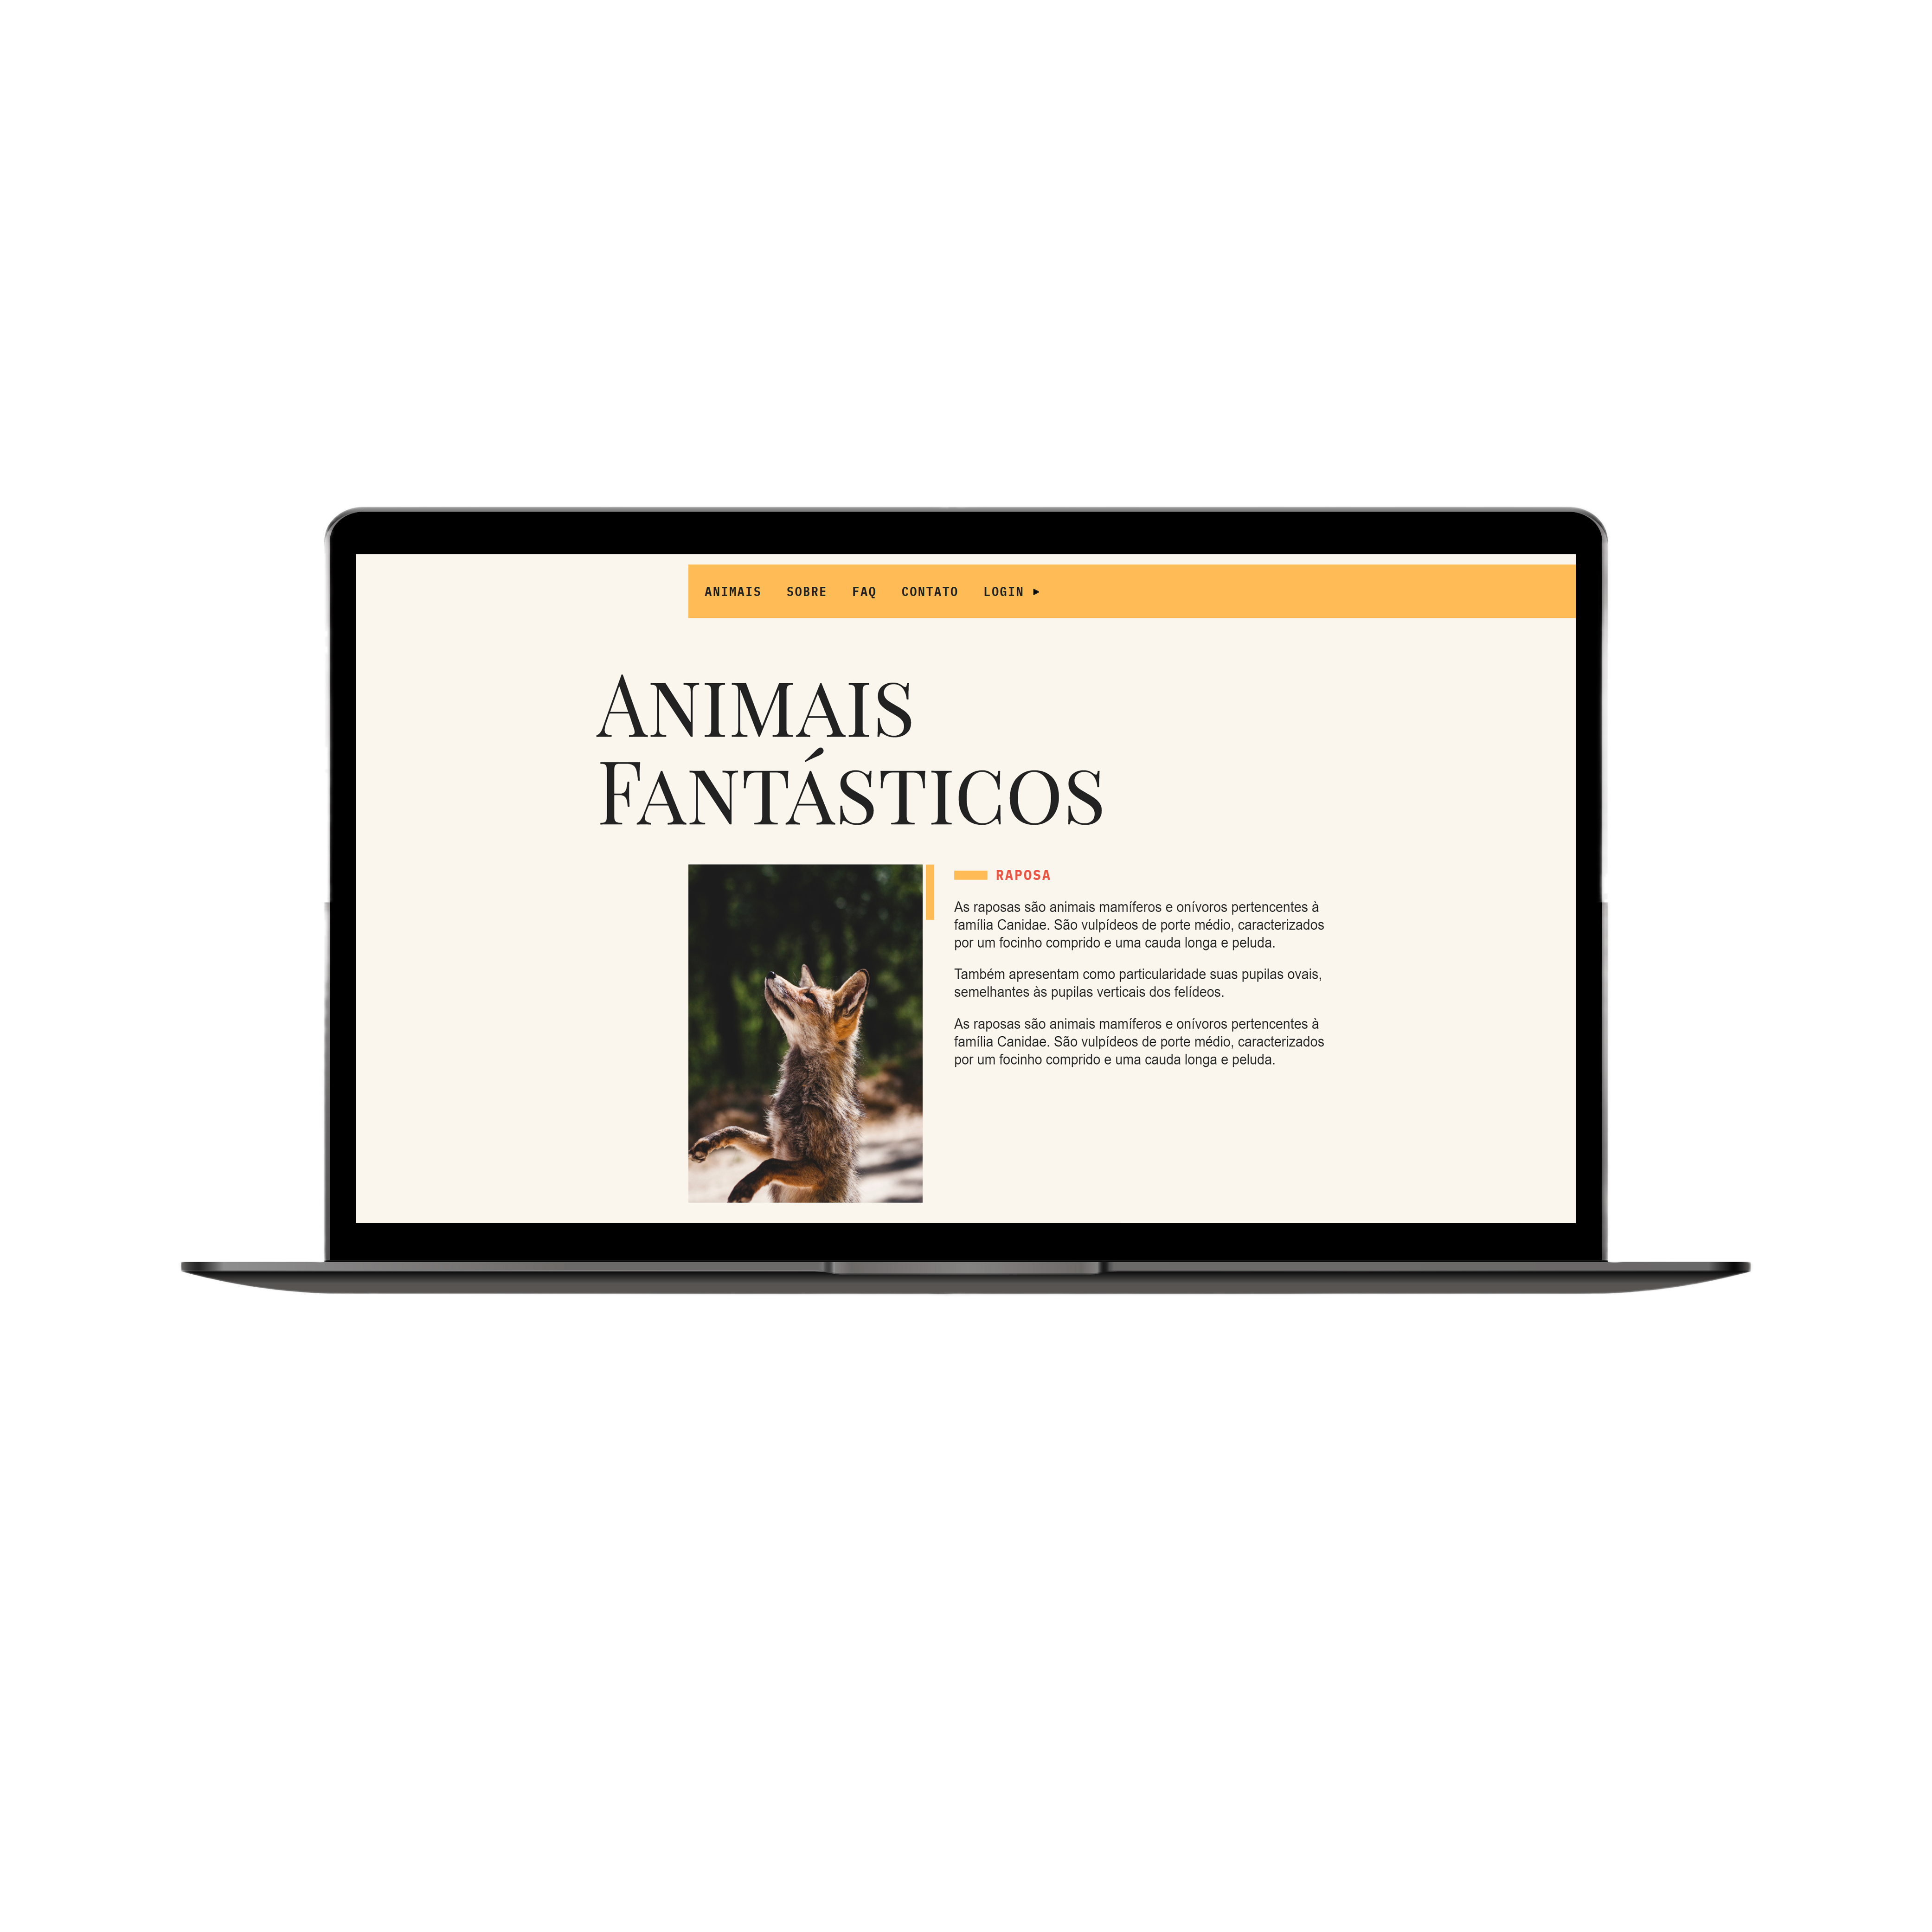 ANIMAIS SOBRE FAQ CONTATO LOGIN ▸
ANIMAIS
FANTÁSTICOS
RAPOSA
As raposas são animais mamíferos e onívoros pertencentes à
família Canidae. São vulpídeos de porte médio, caracterizados
por um focinho comprido e uma cauda longa e peluda.
Também apresentam como particularidade suas pupilas ovais,
semelhantes às pupilas verticais dos felídeos.
As raposas são animais mamíferos e onívoros pertencentes à
família Canidae. São vulpídeos de porte médio, caracterizados
por um focinho comprido e uma cauda longa e peluda.